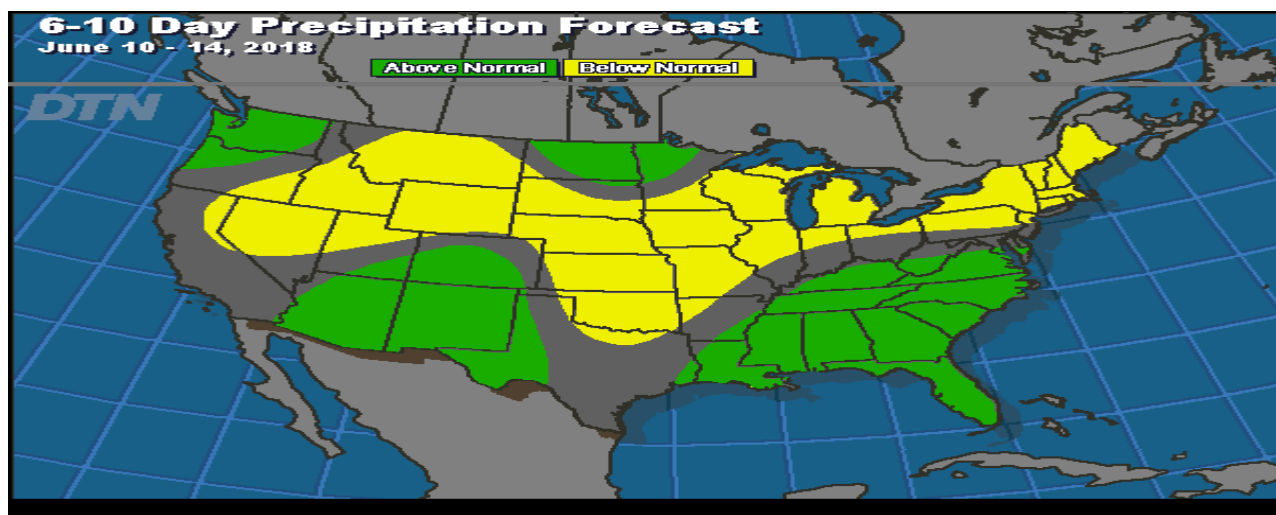 6-10 Day Precipitation Forecast
June 10 - 14, 2018
Above Normal Below Normal
DTN